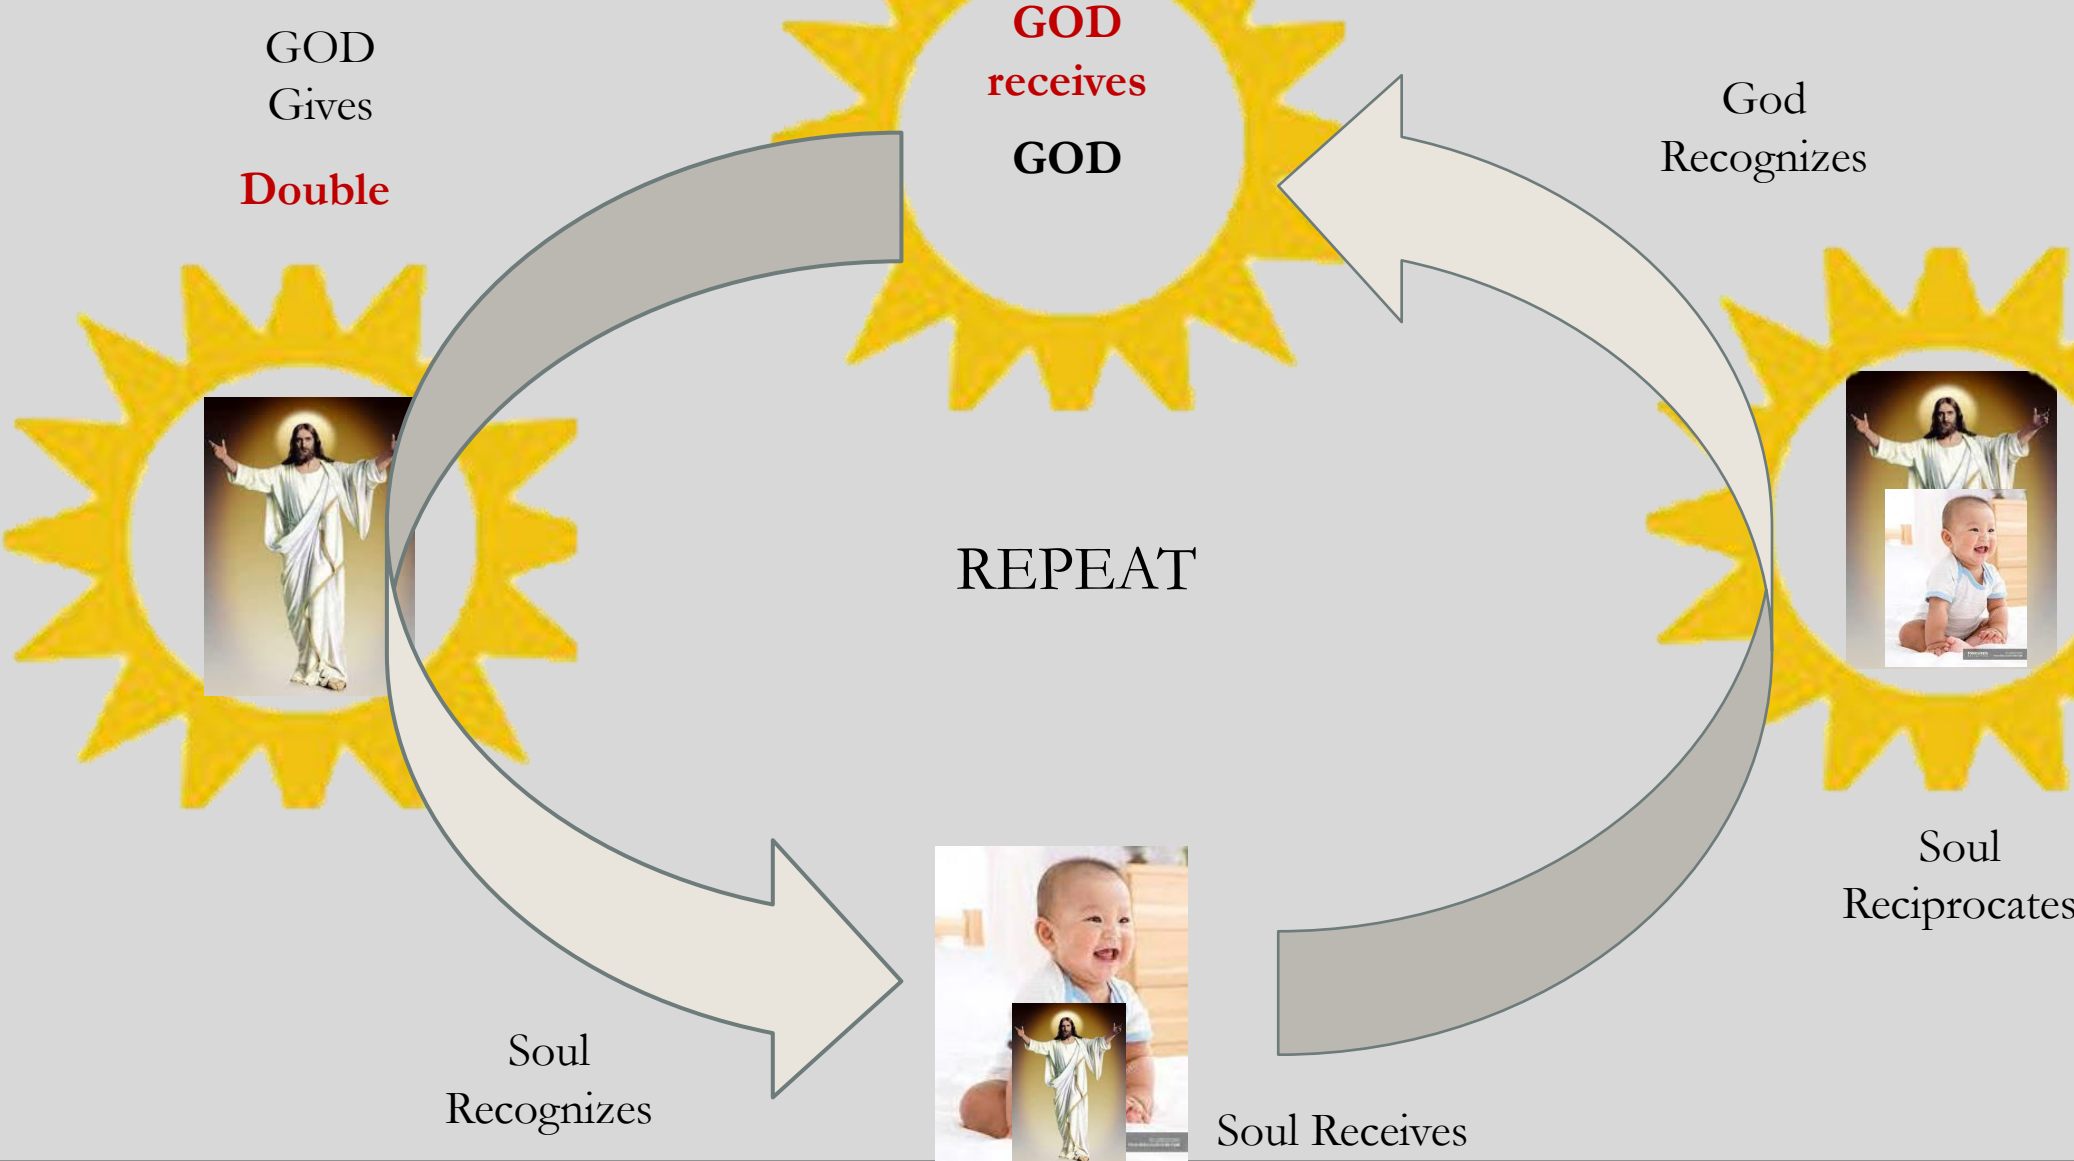 GOD
Gives
Double
GOD
receives
GOD
God
Recognizes
REPEAT
Soul
Reciprocates
Soul
Recognizes
Soul Receives